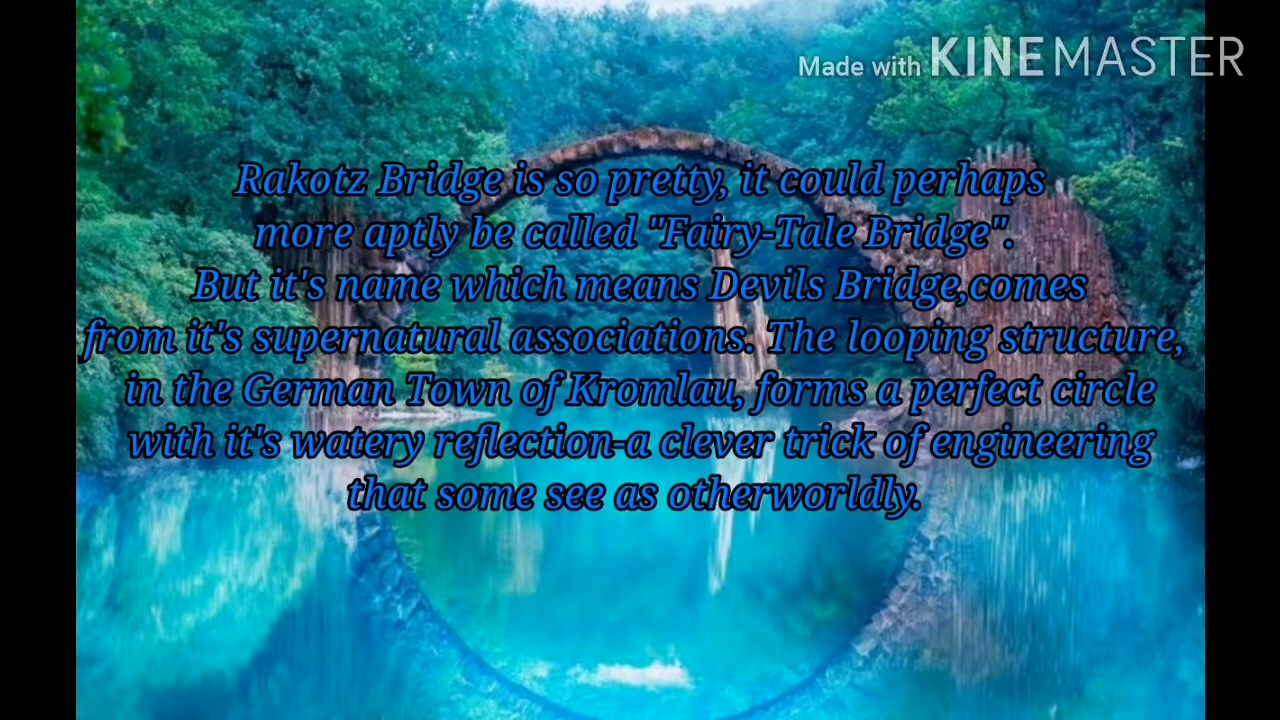 Made with KINEMASTER
Rakotz Bridge is so pretty, it could perhaps
more aptly be called "Fairy-Tale Bridge".
But it's name which means Devils Bridge,comes
from it's supernatural associations. The looping structure,
in the German Town of Kromlau, forms a perfect circle
with it's watery reflection-a clever trick of engineering
that some see as otherworldly.